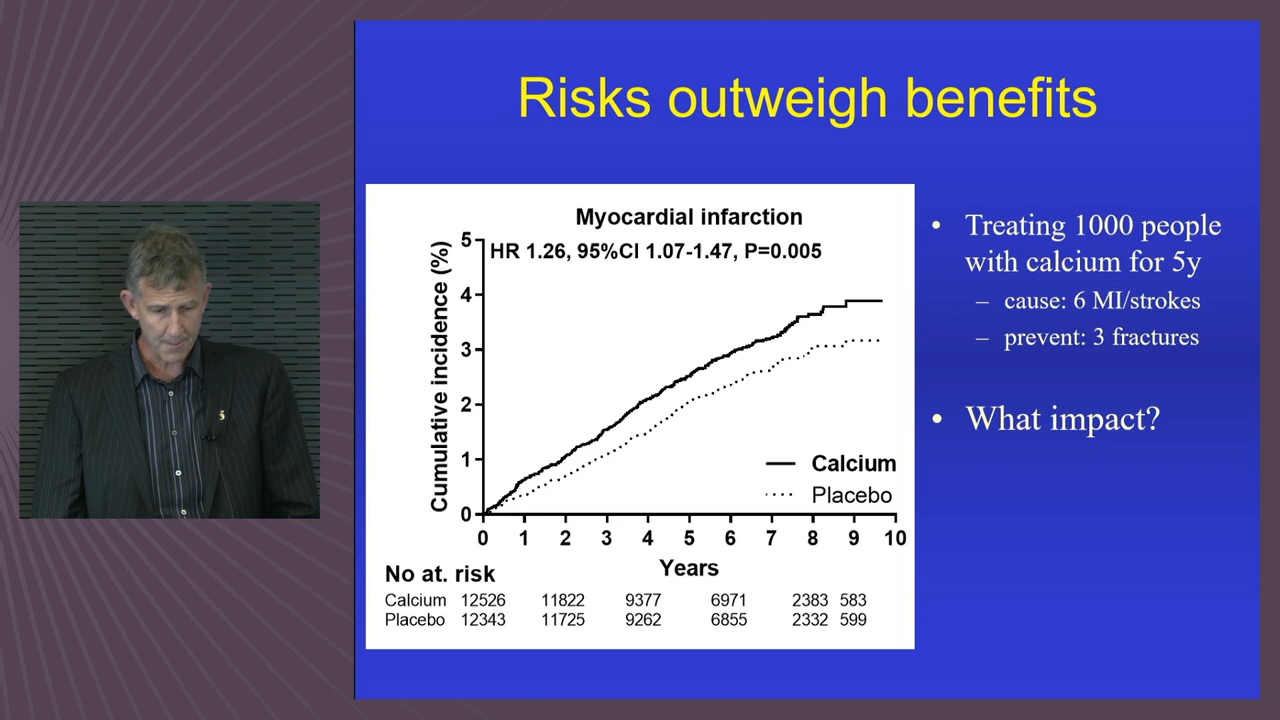 Risks outweigh benefits
Myocardial infarction
HR 1.26, 95%CI 1.07-1.47, P=0.005
Cumulative incidence (%)
5
4
3
2
1
0
Calcium
Placebo
0 1 2 3 4 5 6 7 8 9 10
Years
No at. risk
Calcium 12526 11822 9377 6971 2383 583
Placebo 12343 11725 9262 6855 2332 599
• Treating 1000 people
with calcium for 5y
– cause: 6 MI/strokes
– prevent: 3 fractures
• What impact?